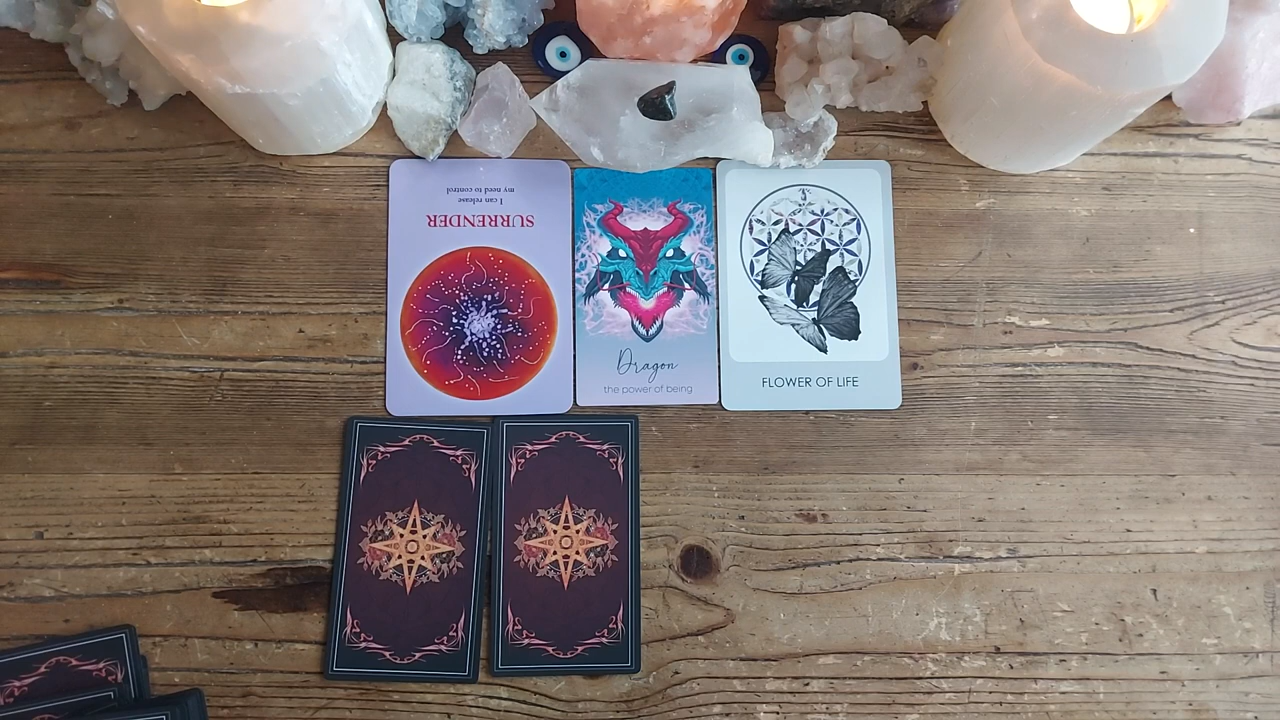 SURRENDER
I can release
my need to control
Dragon
the power of being
FLOWER OF LIFE